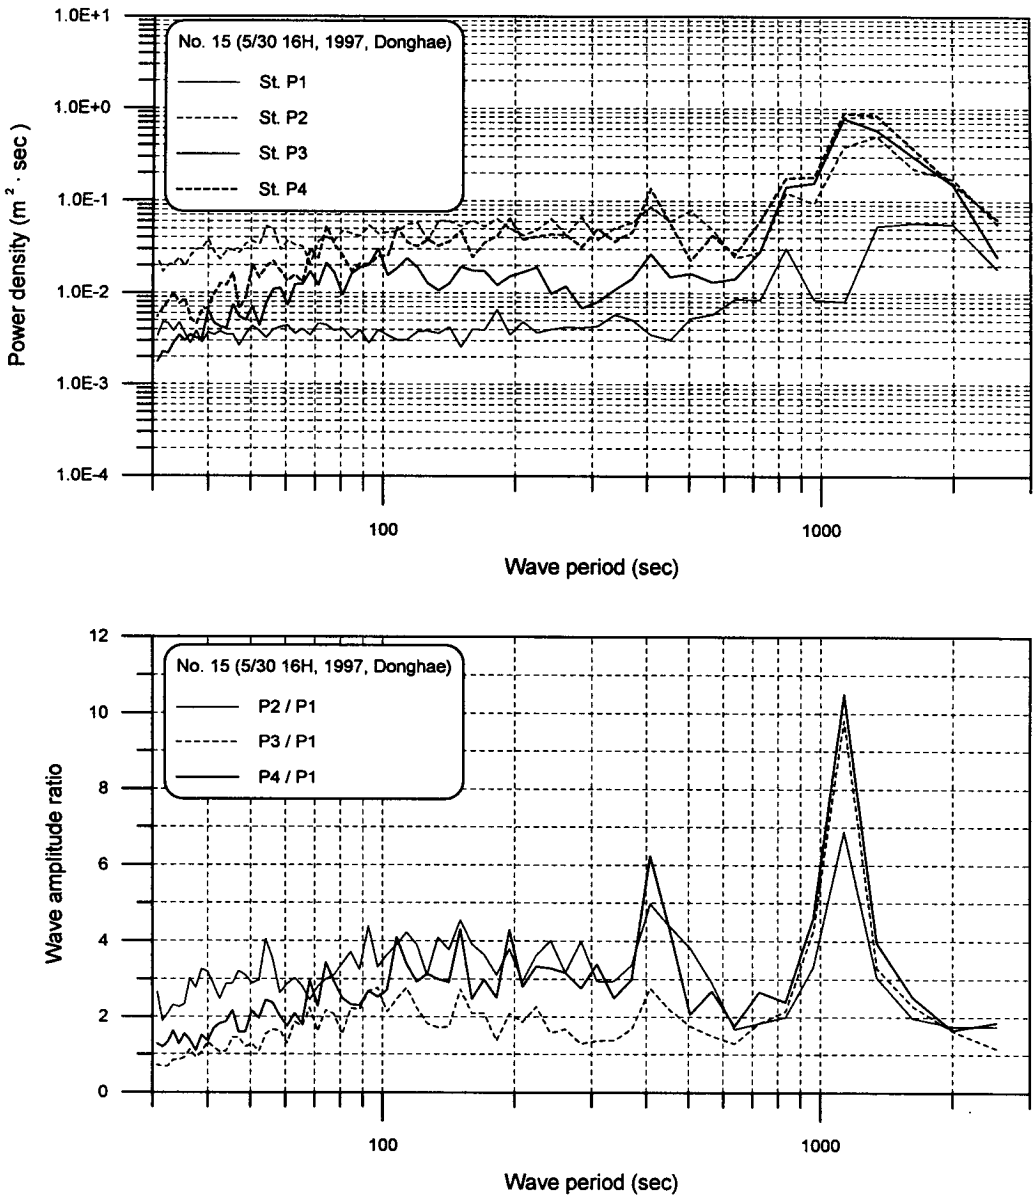 1.0E+1
No. 15 (5/30 16H, 1997, Donghae)
St. P1
St. P2
St. P3
St. P4
1.0E+0
1.0E-1
1.0E-2
1.0E-3
1.0E-4
Power density (m² · sec)
100
1000
Wave period (sec)
12
No. 15 (5/30 16H, 1997, Donghae)
P2 / P1
P3 / P1
P4 / P1
10
8
6
4
2
0
Wave amplitude ratio
100
1000
Wave period (sec)